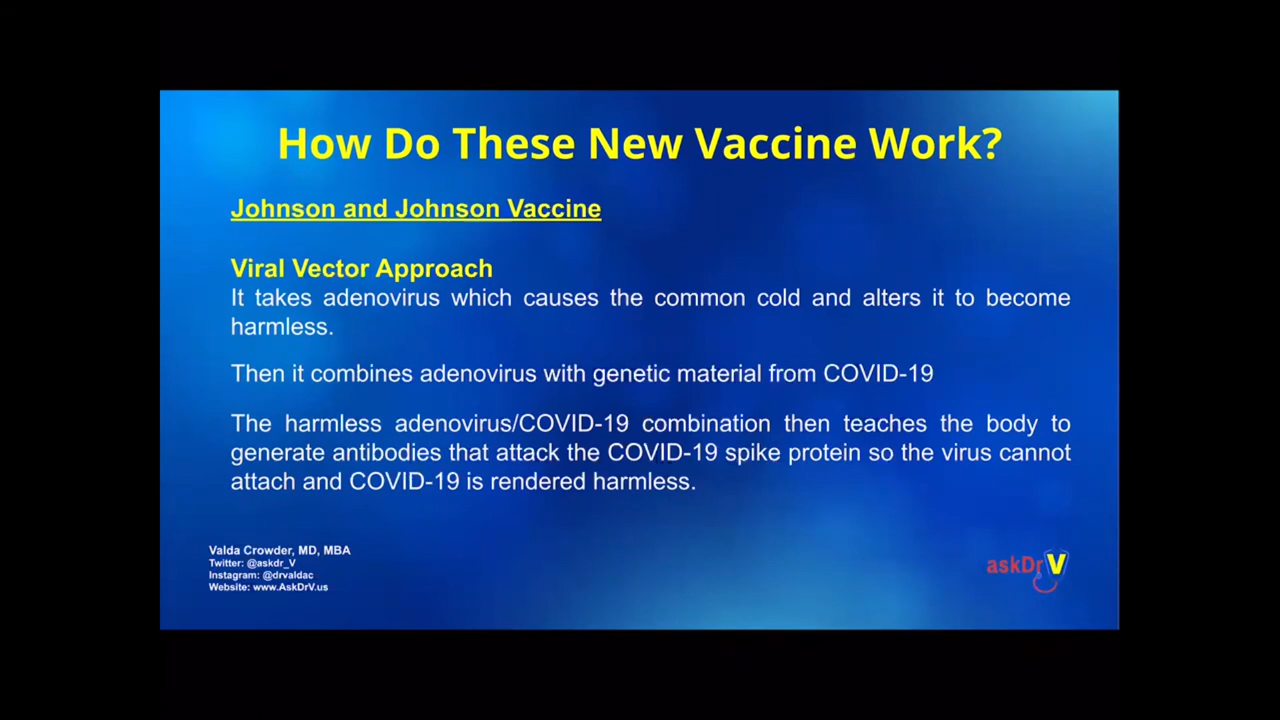 How Do These New Vaccine Work?
Johnson and Johnson Vaccine
Viral Vector Approach
It takes adenovirus which causes the common cold and alters it to become
harmless.
Then it combines adenovirus with genetic material from COVID-19
The harmless adenovirus/COVID-19 combination then teaches the body to
generate antibodies that attack the COVID-19 spike protein so the virus cannot
attach and COVID-19 is rendered harmless.
Valda Crowder, MD, MBA
Twitter: @askdr_V
Instagram: @drvaldac
Website: www.AskDrV.us
askDrV